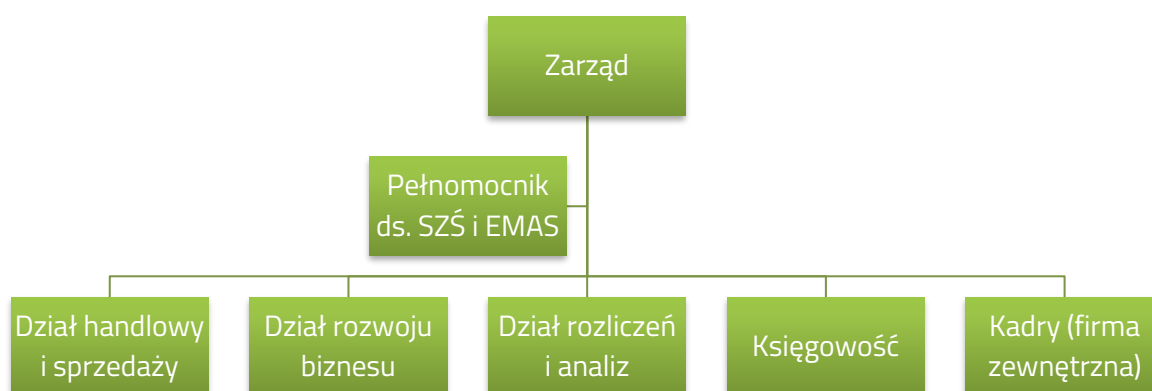 Zarząd
Pełnomocnik
ds. SZŚ i EMAS
Dział handlowy
i sprzedaży
Dział rozwoju
biznesu
Dział rozliczeń
i analiz
Księgowość
Kadry (firma
zewnętrzna)